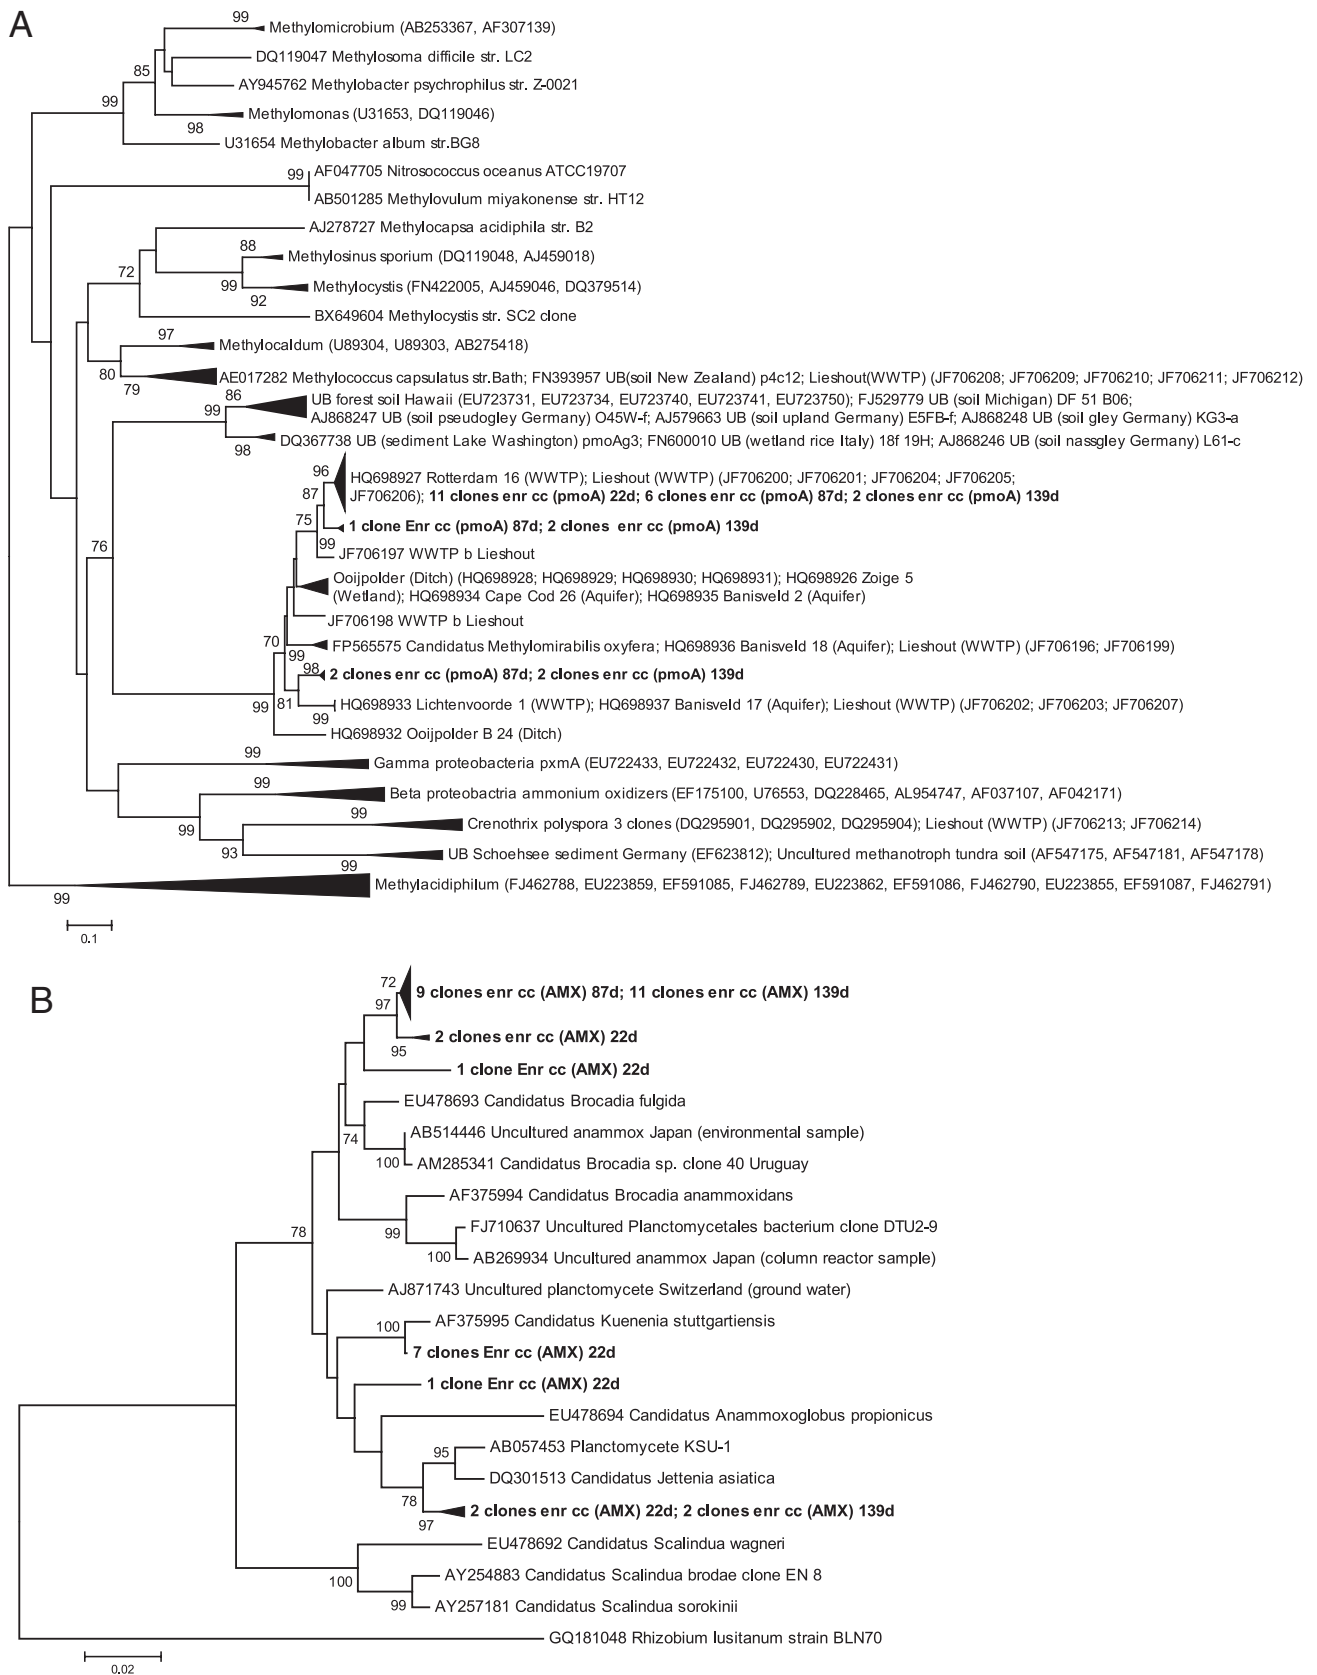 A
99
Methylomicrobium (AB253367, AF307139)
DQ119047 Methylosoma difficile str. LC2
85
AY945762 Methylobacter psychrophilus str. Z-0021
99
Methylomonas (U31653, DQ119046)
98
U31654 Methylobacter album str.BG8
AF047705 Nitrosococcus oceanus ATCC19707
99
AB501285 Methylovulum miyakonense str. HT12
AJ278727 Methylocapsa acidiphila str. B2
88
Methylosinus sporium (DQ119048, AJ459018)
72
99
Methylocystis (FN422005, AJ459046, DQ379514)
92
BX649604 Methylocystis str. SC2 clone
97
Methylocaldum (U89304, U89303, AB275418)
80
AE017282 Methylococcus capsulatus str.Bath; FN393957 UB(soil New Zealand) p4c12; Lieshout(WWTP) (JF706208; JF706209; JF706210; JF706211; JF706212)
79
86
UB forest soil Hawaii (EU723731, EU723734, EU723740, EU723741, EU723750); FJ529779 UB (soil Michigan) DF 51 B06;
99
AJ868247 UB (soil pseudogley Germany) O45W-f; AJ579663 UB (soil upland Germany) E5FB-f; AJ868248 UB (soil gley Germany) KG3-a
DQ367738 UB (sediment Lake Washington) pmoAg3; FN600010 UB (wetland rice Italy) 18f 19H; AJ868246 UB (soil nassgley Germany) L61-c
98
96
HQ698927 Rotterdam 16 (WWTP); Lieshout (WWTP) (JF706200; JF706201; JF706204; JF706205;
87
JF706206); 11 clones enr cc (pmoA) 22d; 6 clones enr cc (pmoA) 87d; 2 clones enr cc (pmoA) 139d
75
1 clone Enr cc (pmoA) 87d; 2 clones enr cc (pmoA) 139d
99
76
JF706197 WWTP b Lieshout
Ooijpolder (Ditch) (HQ698928; HQ698929; HQ698930; HQ698931); HQ698926 Zoige 5
(Wetland); HQ698934 Cape Cod 26 (Aquifer); HQ698935 Banisveld 2 (Aquifer)
JF706198 WWTP b Lieshout
70
FP565575 Candidatus Methylomirabilis oxyfera; HQ698936 Banisveld 18 (Aquifer); Lieshout (WWTP) (JF706196; JF706199)
99
98
2 clones enr cc (pmoA) 87d; 2 clones enr cc (pmoA) 139d
99
81
HQ698933 Lichtenvoorde 1 (WWTP); HQ698937 Banisveld 17 (Aquifer); Lieshout (WWTP) (JF706202; JF706203; JF706207)
99
HQ698932 Ooijpolder B 24 (Ditch)
99
Gamma proteobacteria pxmA (EU722433, EU722432, EU722430, EU722431)
99
Beta proteobactria ammonium oxidizers (EF175100, U76553, DQ228465, AL954747, AF037107, AF042171)
99
99
Crenothrix polyspora 3 clones (DQ295901, DQ295902, DQ295904); Lieshout (WWTP) (JF706213; JF706214)
93
UB Schoehsee sediment Germany (EF623812); Uncultured methanotroph tundra soil (AF547175, AF547181, AF547178)
99
Methylacidiphilum (FJ462788, EU223859, EF591085, FJ462789, EU223862, EF591086, FJ462790, EU223855, EF591087, FJ462791)
99
0.1
B
72
9 clones enr cc (AMX) 87d; 11 clones enr cc (AMX) 139d
97
2 clones enr cc (AMX) 22d
95
1 clone Enr cc (AMX) 22d
EU478693 Candidatus Brocadia fulgida
74
AB514446 Uncultured anammox Japan (environmental sample)
100
AM285341 Candidatus Brocadia sp. clone 40 Uruguay
AF375994 Candidatus Brocadia anammoxidans
99
FJ710637 Uncultured Planctomycetales bacterium clone DTU2-9
78
100
AB269934 Uncultured anammox Japan (column reactor sample)
AJ871743 Uncultured planctomycete Switzerland (ground water)
100
AF375995 Candidatus Kuenenia stuttgartiensis
7 clones Enr cc (AMX) 22d
1 clone Enr cc (AMX) 22d
EU478694 Candidatus Anammoxoglobus propionicus
95
AB057453 Planctomycete KSU-1
DQ301513 Candidatus Jettenia asiatica
78
2 clones enr cc (AMX) 22d; 2 clones enr cc (AMX) 139d
97
EU478692 Candidatus Scalindua wagneri
100
AY254883 Candidatus Scalindua brodae clone EN 8
99
AY257181 Candidatus Scalindua sorokinii
GQ181048 Rhizobium lusitanum strain BLN70
0.02